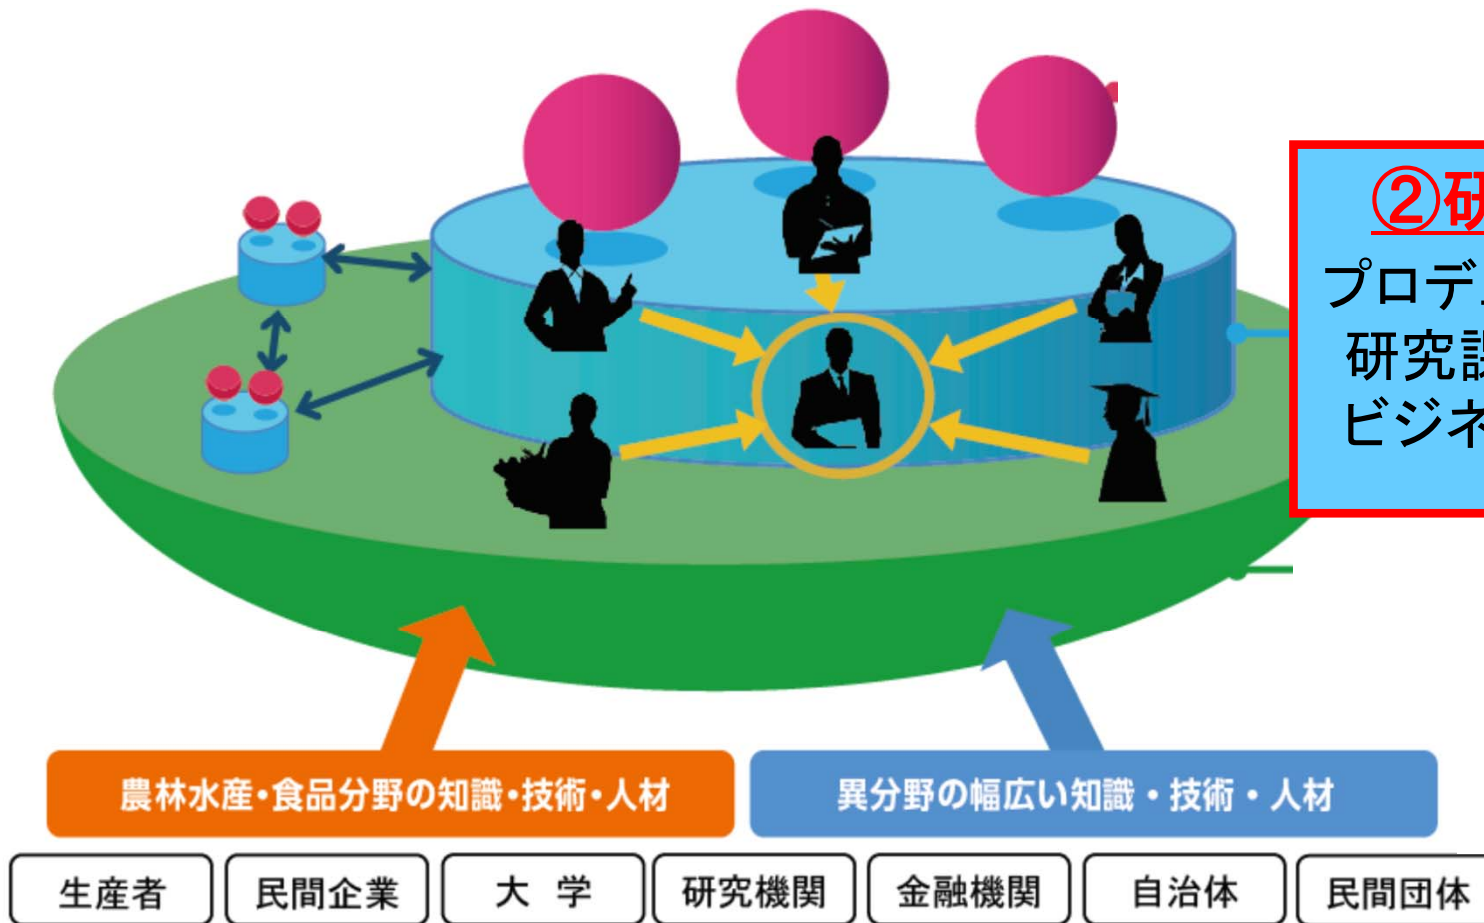 ②研
プロデ
研究課
ビジネ
農林水産・食品分野の知識・技術・人材
異分野の幅広い知識・技術・人材
生産者
民間企業
大 学
研究機関
金融機関
自治体
民間団体